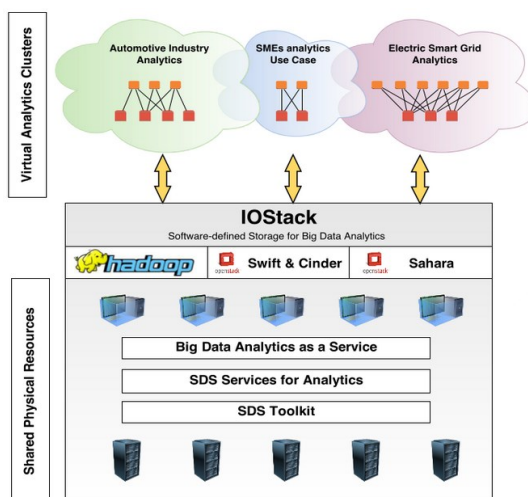 Virtual Analytics Clusters
Automotive Industry
Analytics
SMEs analytics
Use Case
Electric Smart Grid
Analytics
IOStack
Software-defined Storage for Big Data Analytics
hadoop
openstack
Swift & Cinder
openstack
Sahara
Shared Physical Resources
Big Data Analytics as a Service
SDS Services for Analytics
SDS Toolkit